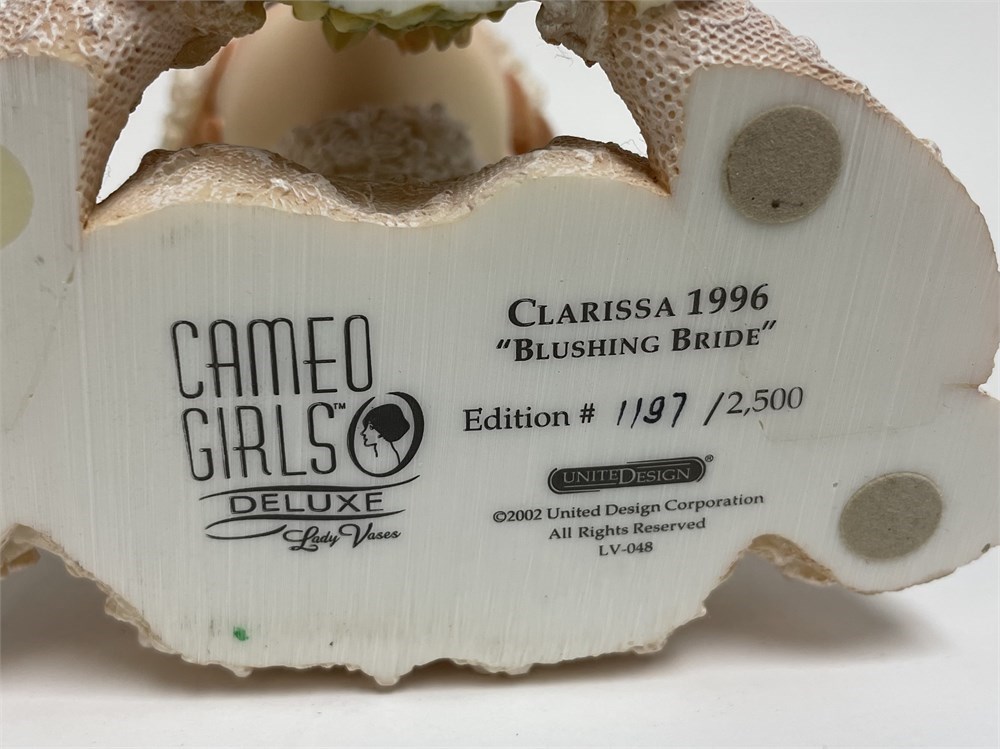 CAMEO
GIRLS™
DELUXE
Lady Vases
CLARISSA 1996
"BLUSHING BRIDE"
Edition # 1197 / 2,500
UNITEDESIGN®
©2002 United Design Corporation
All Rights Reserved
LV-048